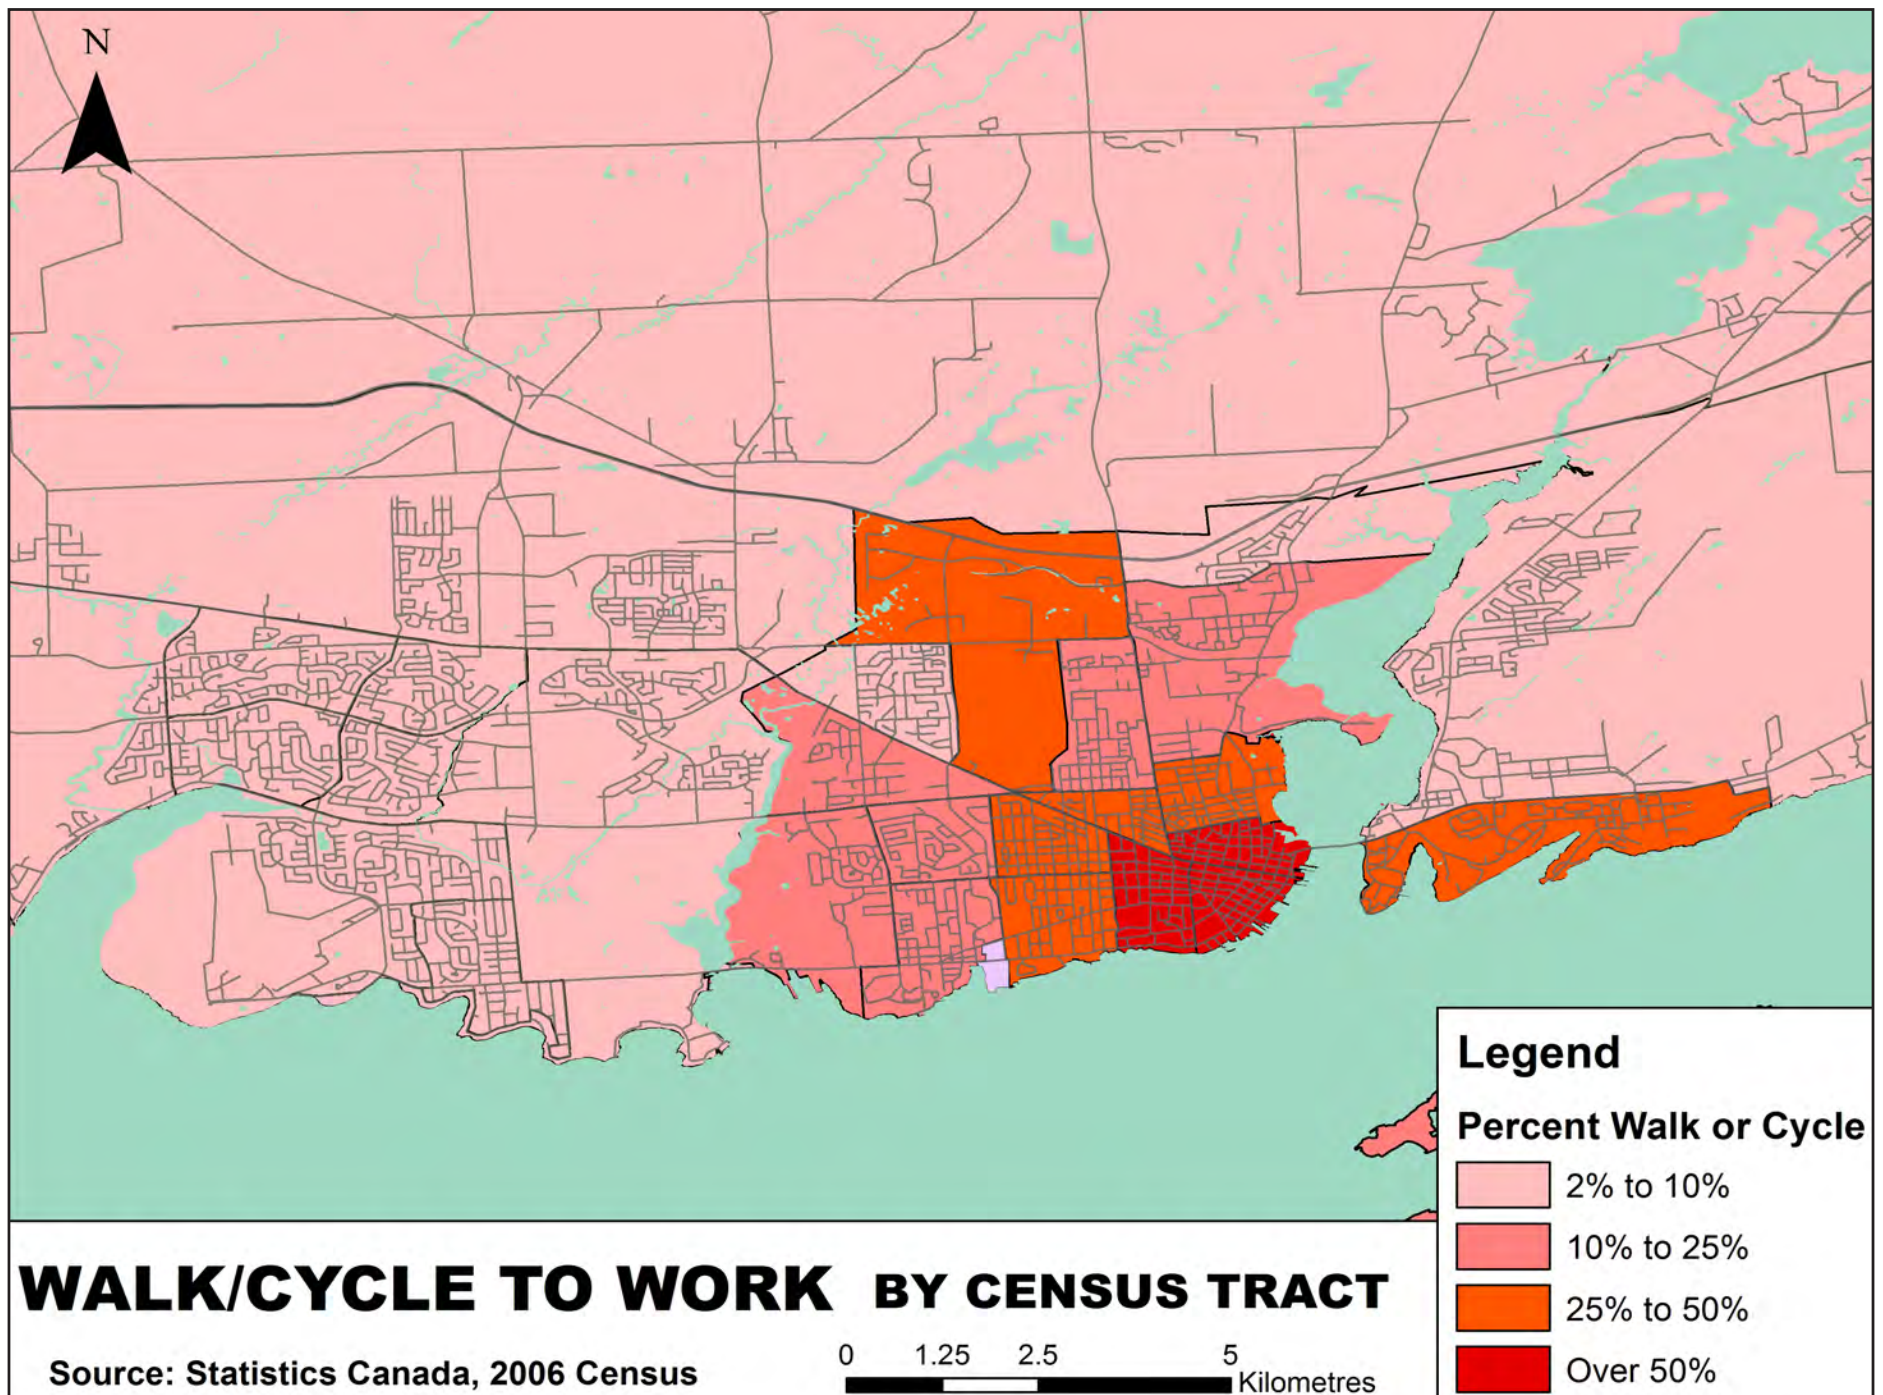 N
Legend
Percent Walk or Cycle
2% to 10%
10% to 25%
25% to 50%
Over 50%
WALK/CYCLE TO WORK BY CENSUS TRACT
0 1.25 2.5 5
Kilometres
Source: Statistics Canada, 2006 Census